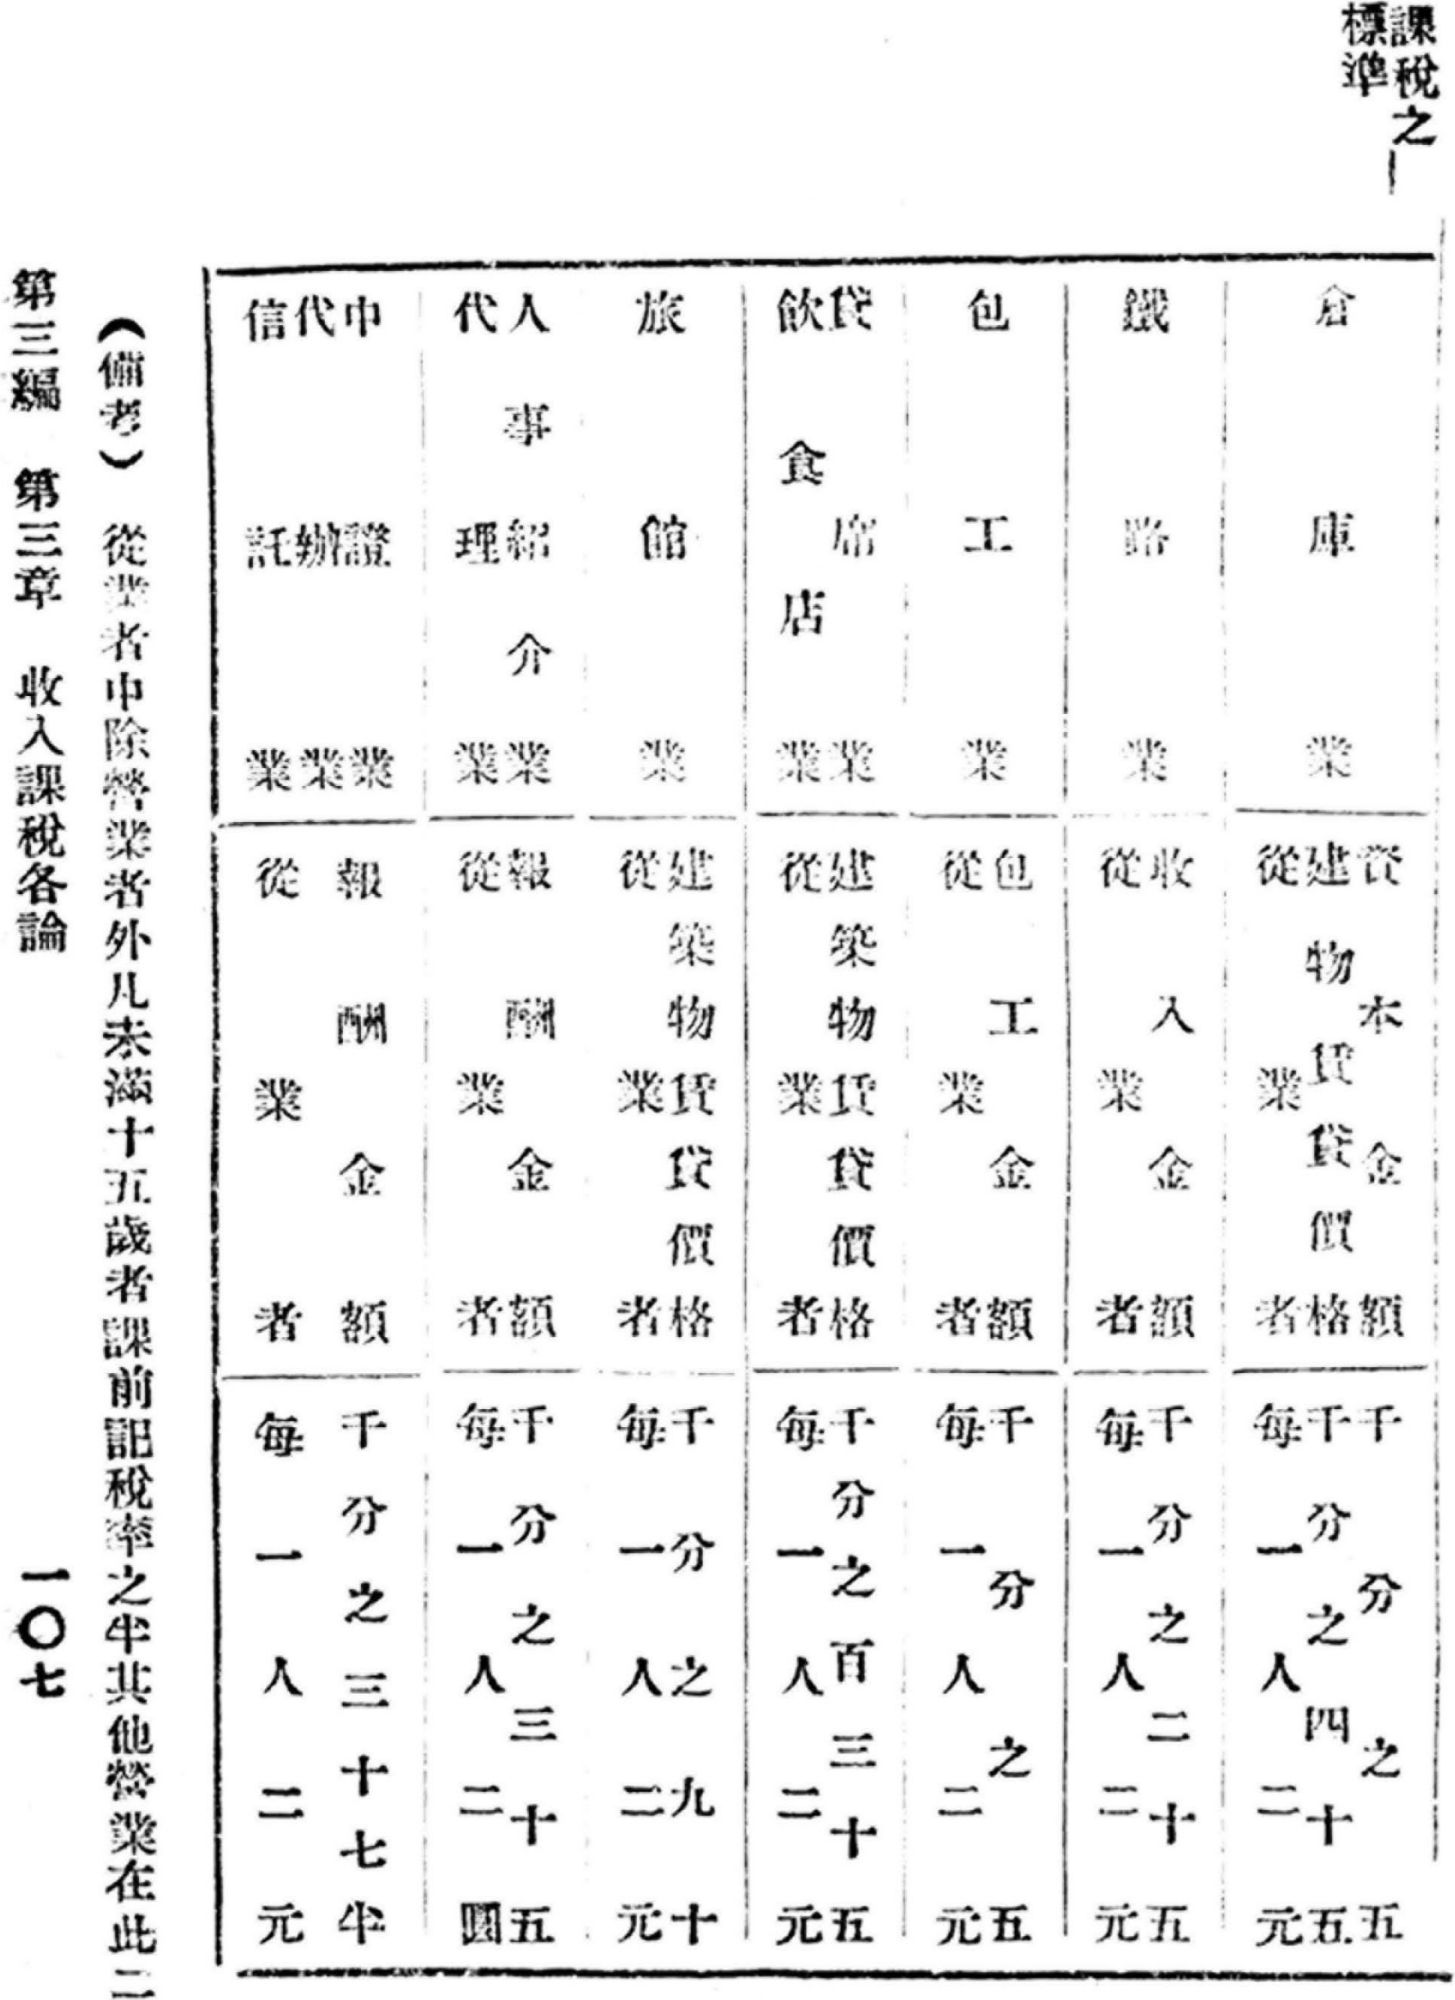 課稅之
標準
倉庫業
資本金額
建物賃貸價格
從業者
千分之五
千分之四十五
每一人二元
鐵路業
收入金額
從業者
千分之二十五
每一人二元
包工業
包工金額
從業者
千分之五
每一人二元
貸席業
飲食店業
建築物賃貸價格
從業者
千分之百三十五
每一人二元
旅館業
建築物賃貸價格
從業者
千分之九十
每一人二元
人事紹介業
代理業
報酬金額
從業者
千分之三十五
每一人二圓
中證業
代辦業
信託業
報酬金額
從業者
千分之三十七半
每一人二元
(備考) 從業者中除營業者外凡未滿十五歲者課前記稅率之半其他營業在此二
第三編 第三章 收入課稅各論 一〇七